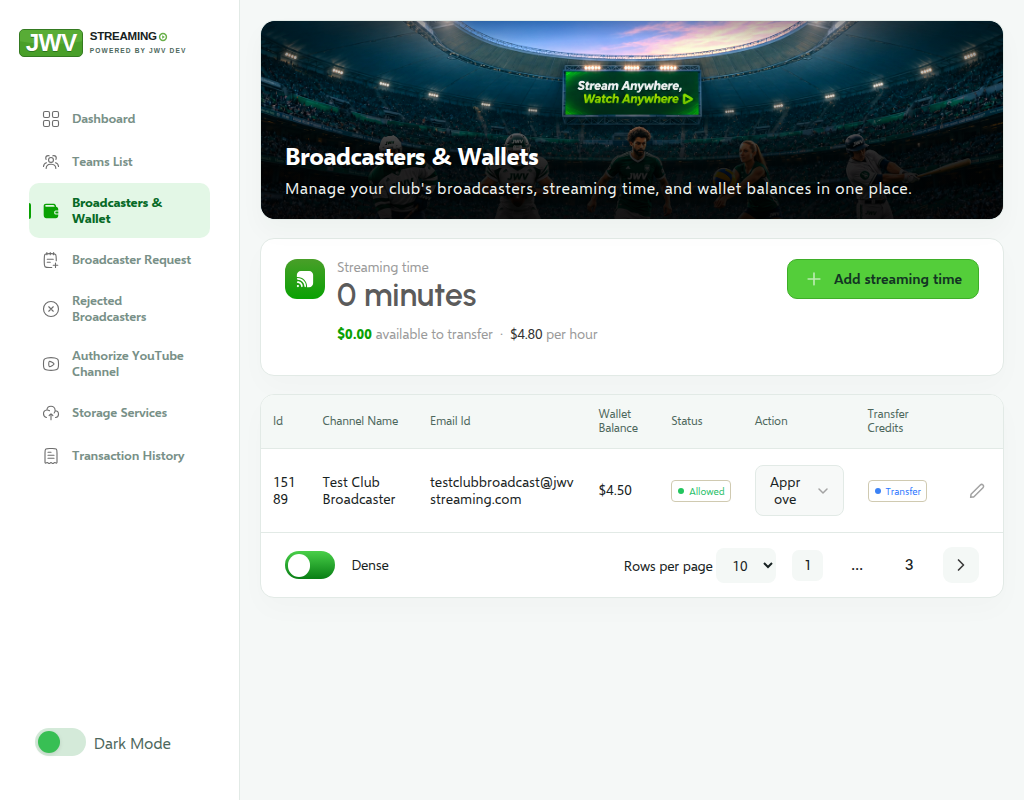 JWV STREAMING
POWERED BY JWV DEV
Dashboard
Teams List
Broadcasters &
Wallet
Broadcaster Request
Rejected
Broadcasters
Authorize YouTube
Channel
Storage Services
Transaction History
Dark Mode
Stream Anywhere,
Watch Anywhere
JWV
JWV
Broadcasters & Wallets
Manage your club's broadcasters, streaming time, and wallet balances in one place.
Streaming time
0 minutes
$0.00 available to transfer · $4.80 per hour
Add streaming time
Id
Channel Name
Email Id
Wallet
Balance
Status
Action
Transfer
Credits
151
89
Test Club
Broadcaster
testclubbroadcast@jwv
streaming.com
$4.50
Allowed
Appr
ove
Transfer
Dense
Rows per page 10 1 ... 3